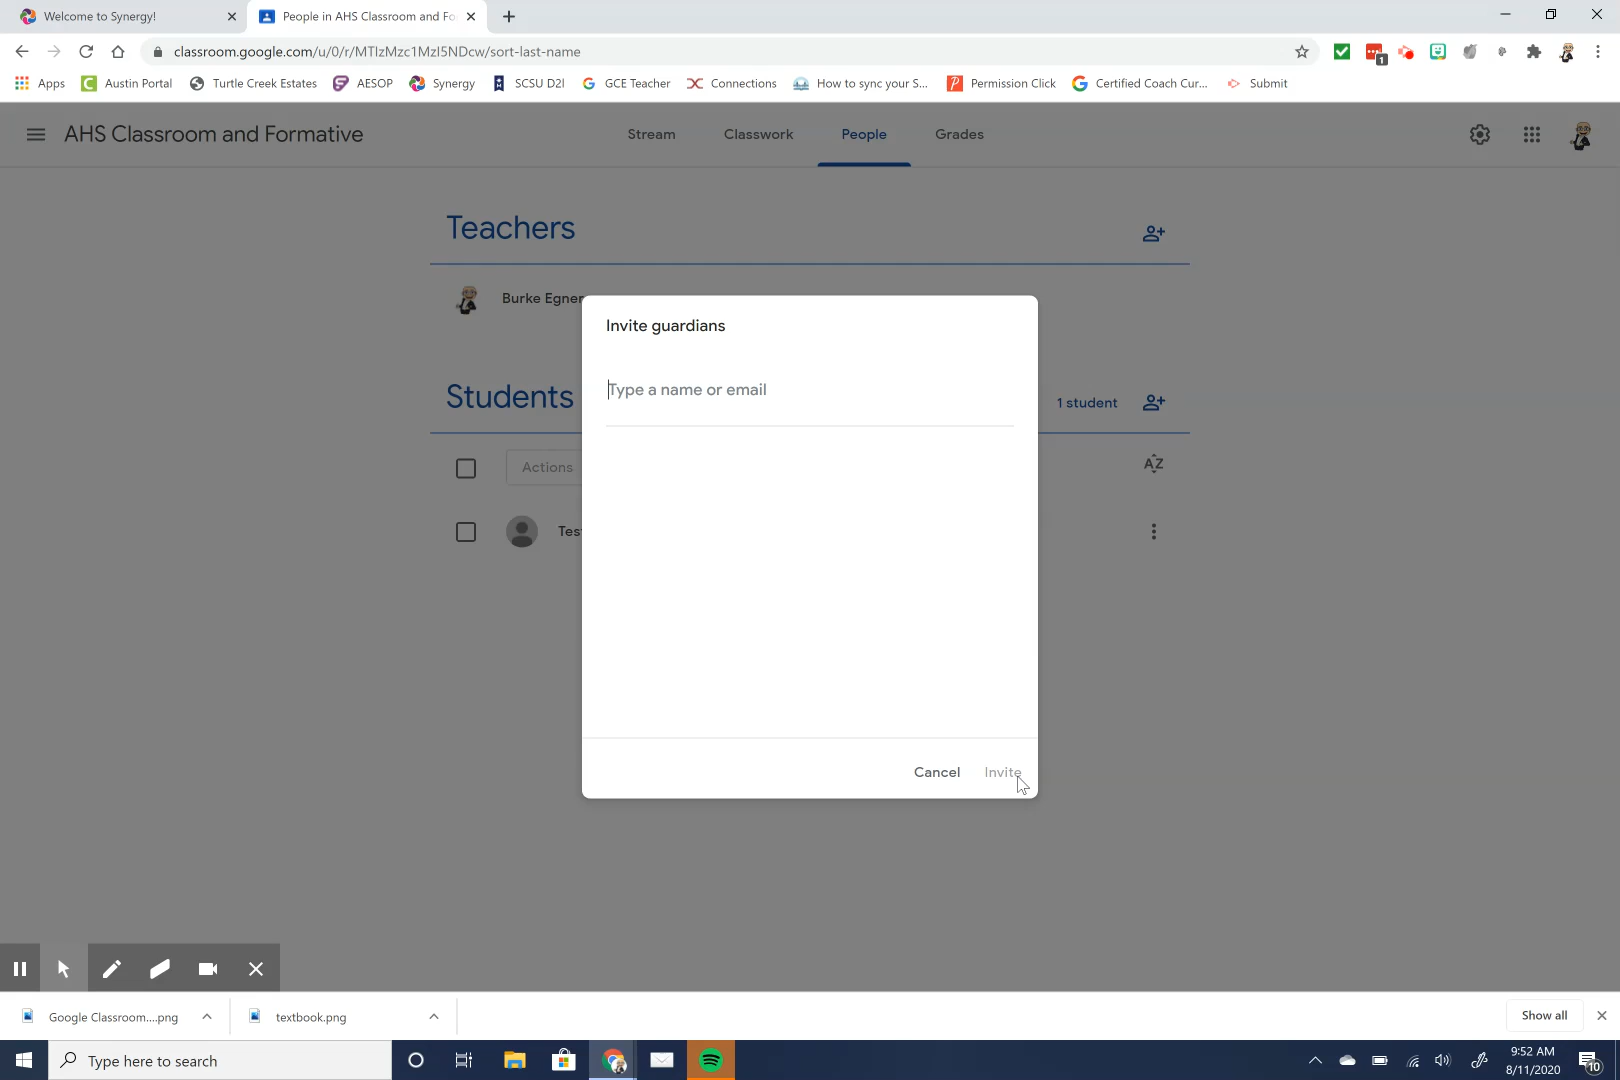 Welcome to Synergy!
People in AHS Classroom and Fo
classroom.google.com/u/0/r/MTIzMzc1MzI5NDcw/sort-last-name
1
Apps
Austin Portal
Turtle Creek Estates
AESOP
Synergy
SCSU D2l
GCE Teacher
Connections
How to sync your S...
Permission Click
Certified Coach Cur...
Submit
AHS Classroom and Formative
Stream
Classwork
People
Grades
Teachers
Burke Egner
Invite guardians
Type a name or email
Students
1 student
Actions
AZ
Tes
Cancel
Invite
Google Classroom....png
textbook.png
Show all
Type here to search
9:52 AM
8/11/2020
10